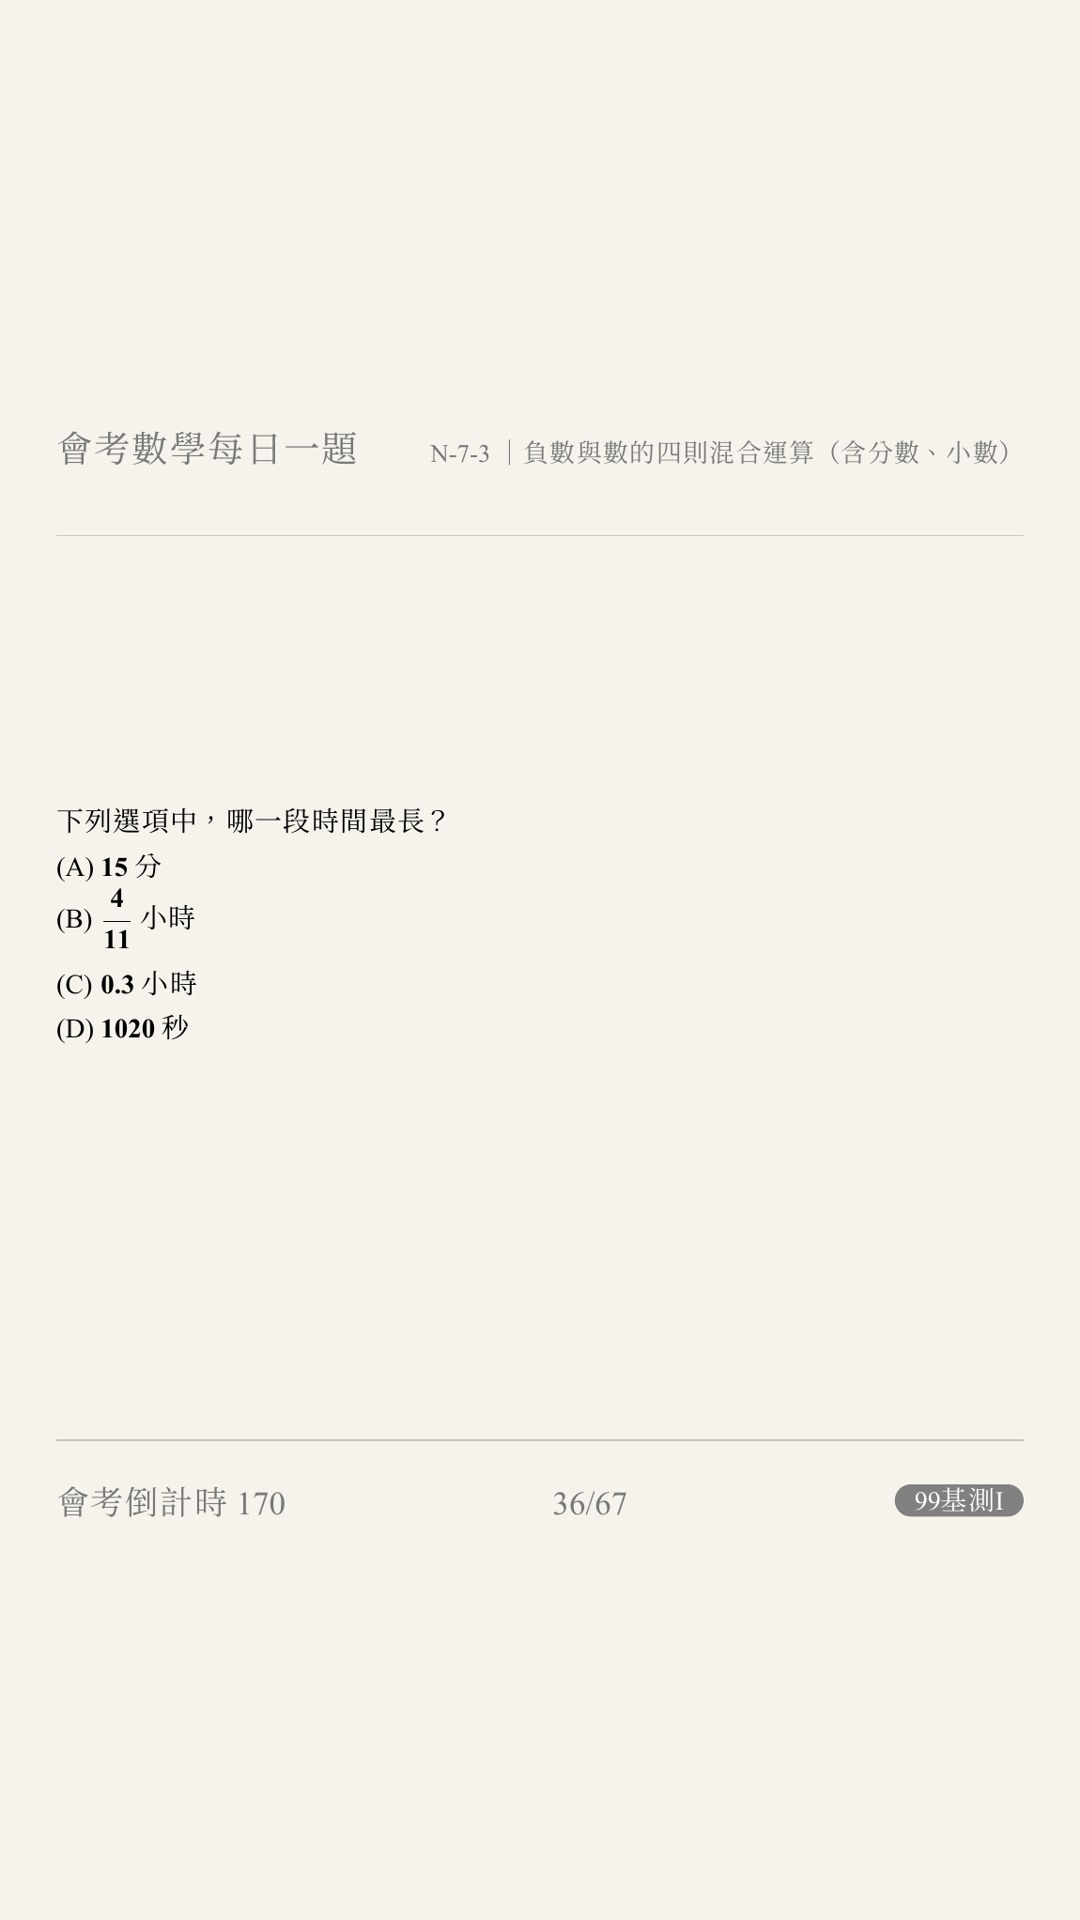 會考數學每日一題 N-7-3｜負數與數的四則混合運算（含分數、小數）
下列選項中，哪一段時間最長？
(A) 15 分
(B) 4/11 小時
(C) 0.3 小時
(D) 1020 秒
會考倒計時 170 36/67 99基測I